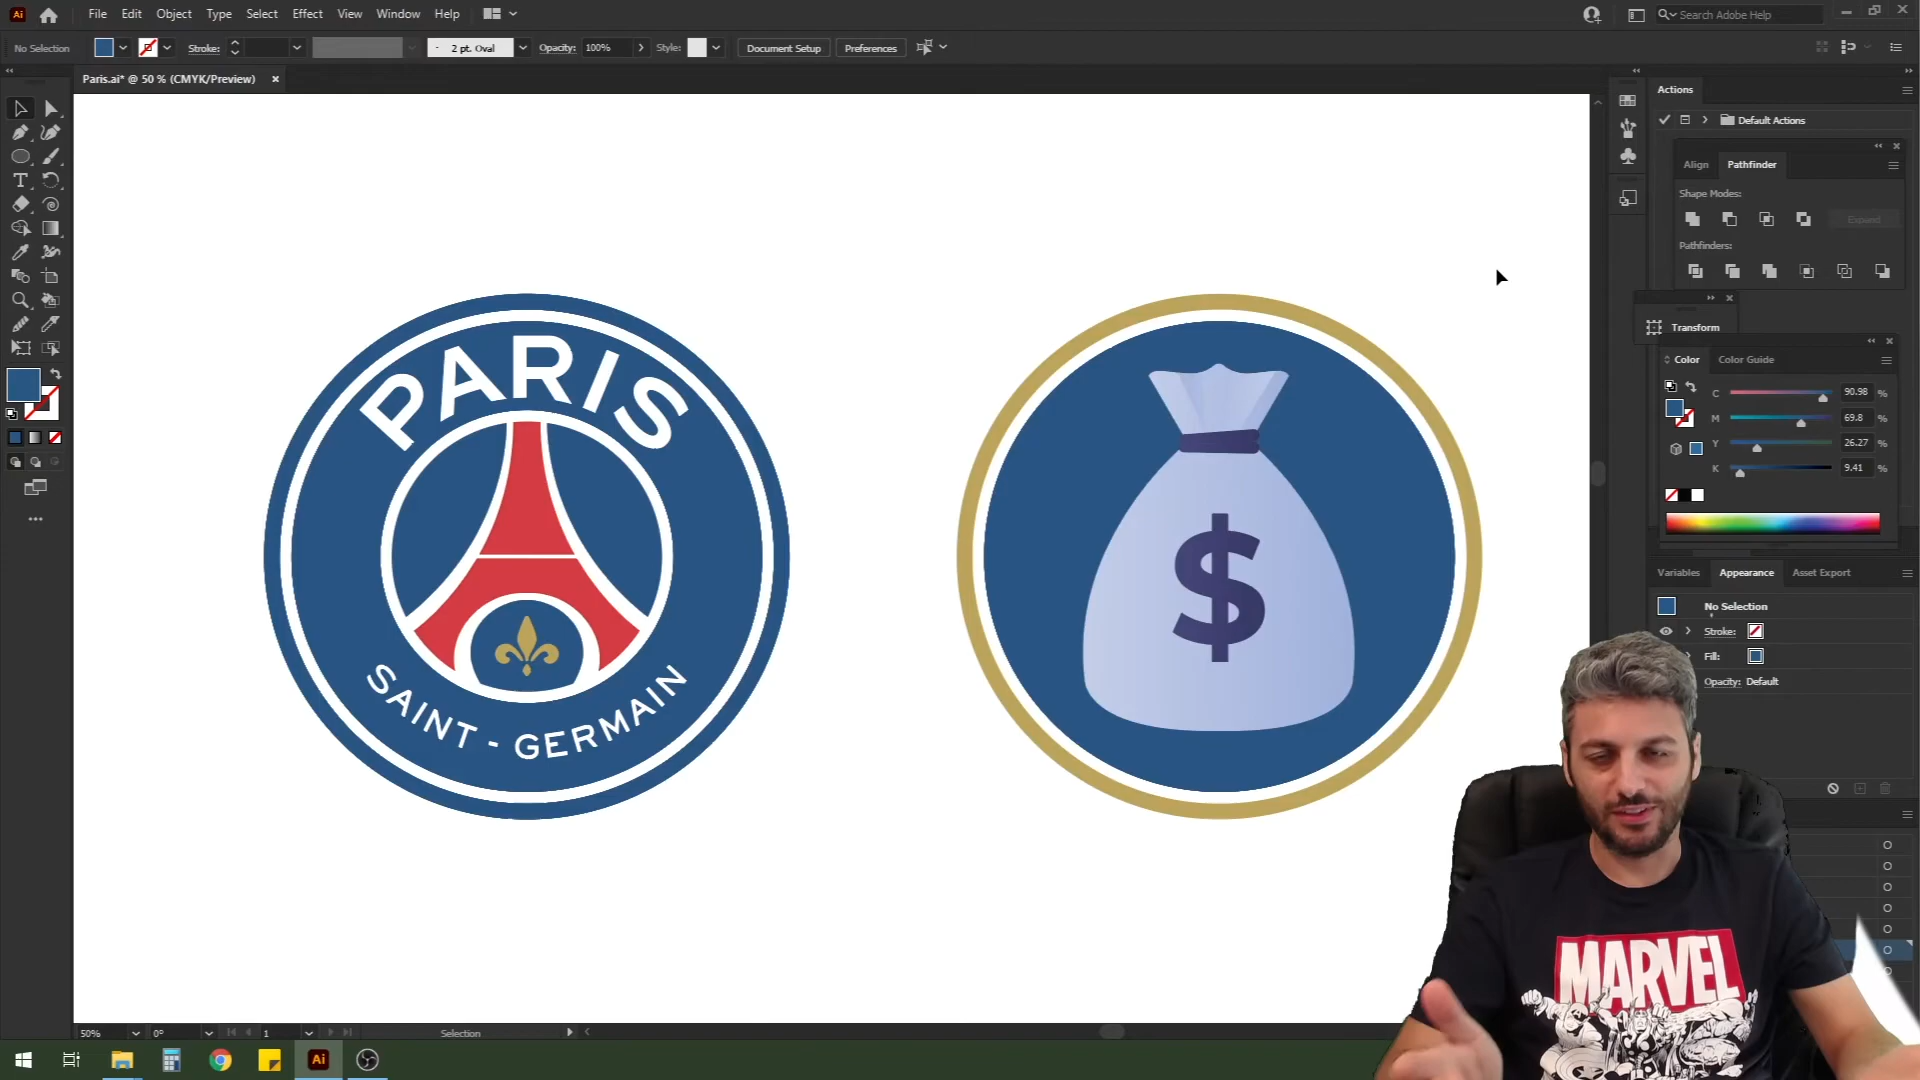 Ai File Edit Object Type Select Effect View Window Help Search Adobe Help
No Selection Stroke: 2 pt. Oval Opacity: 100% Style: Document Setup Preferences
Paris.ai* @ 50 % (CMYK/Preview) ×
Actions
Default Actions
Align Pathfinder
Shape Modes:
Expand
Pathfinders:
Transform
Color Color Guide
C 90.98 %
M 69.8 %
Y 26.27 %
K 9.41 %
Variables Appearance Asset Export
No Selection
Stroke:
Fill:
Opacity: Default
PARIS
SAINT - GERMAIN
$
MARVEL
50% 0° 1 Selection
Ai